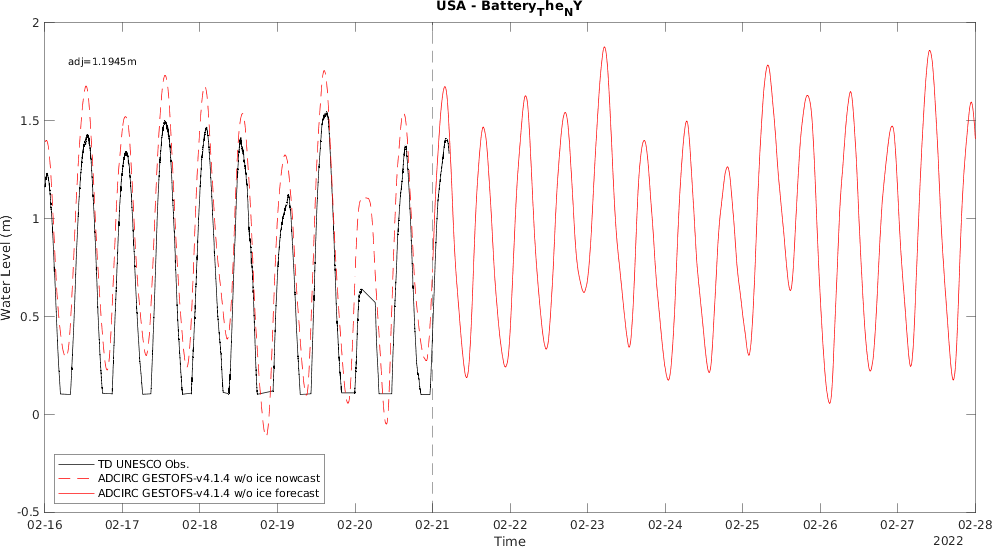 USA - Battery_The_NY
adj=1.1945m
2
1.5
1
0.5
0
-0.5
Water Level (m)
TD UNESCO Obs.
ADCIRC GESTOFS-v4.1.4 w/o ice nowcast
ADCIRC GESTOFS-v4.1.4 w/o ice forecast
02-16 02-17 02-18 02-19 02-20 02-21 02-22 02-23 02-24 02-25 02-26 02-27 02-28
Time
2022